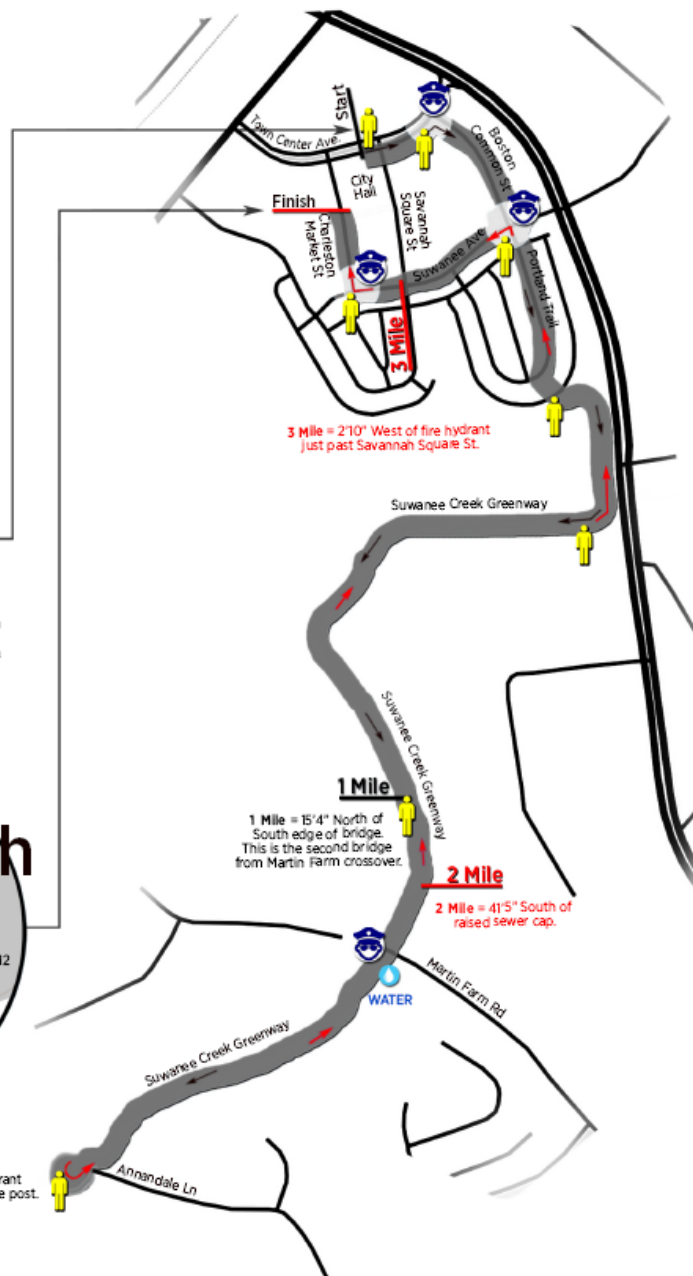 Start
Town Center Ave.
Boston
Common St
City
Hall
Savannah
Square St
Finish
Charleston
Market St
Suwanee Ave
Portland Trail
3 Mile
3 Mile = 2'10" West of fire hydrant
just past Savannah Square St.
Suwanee Creek Greenway
Suwanee Creek Greenway
1 Mile
1 Mile = 15'4" North of
South edge of bridge.
This is the second bridge
from Martin Farm crossover.
h
2 Mile
2 Mile = 41'5" South of
raised sewer cap.
12
Martin Farm Rd
WATER
Suwanee Creek Greenway
Annandale Ln
rant
e post.